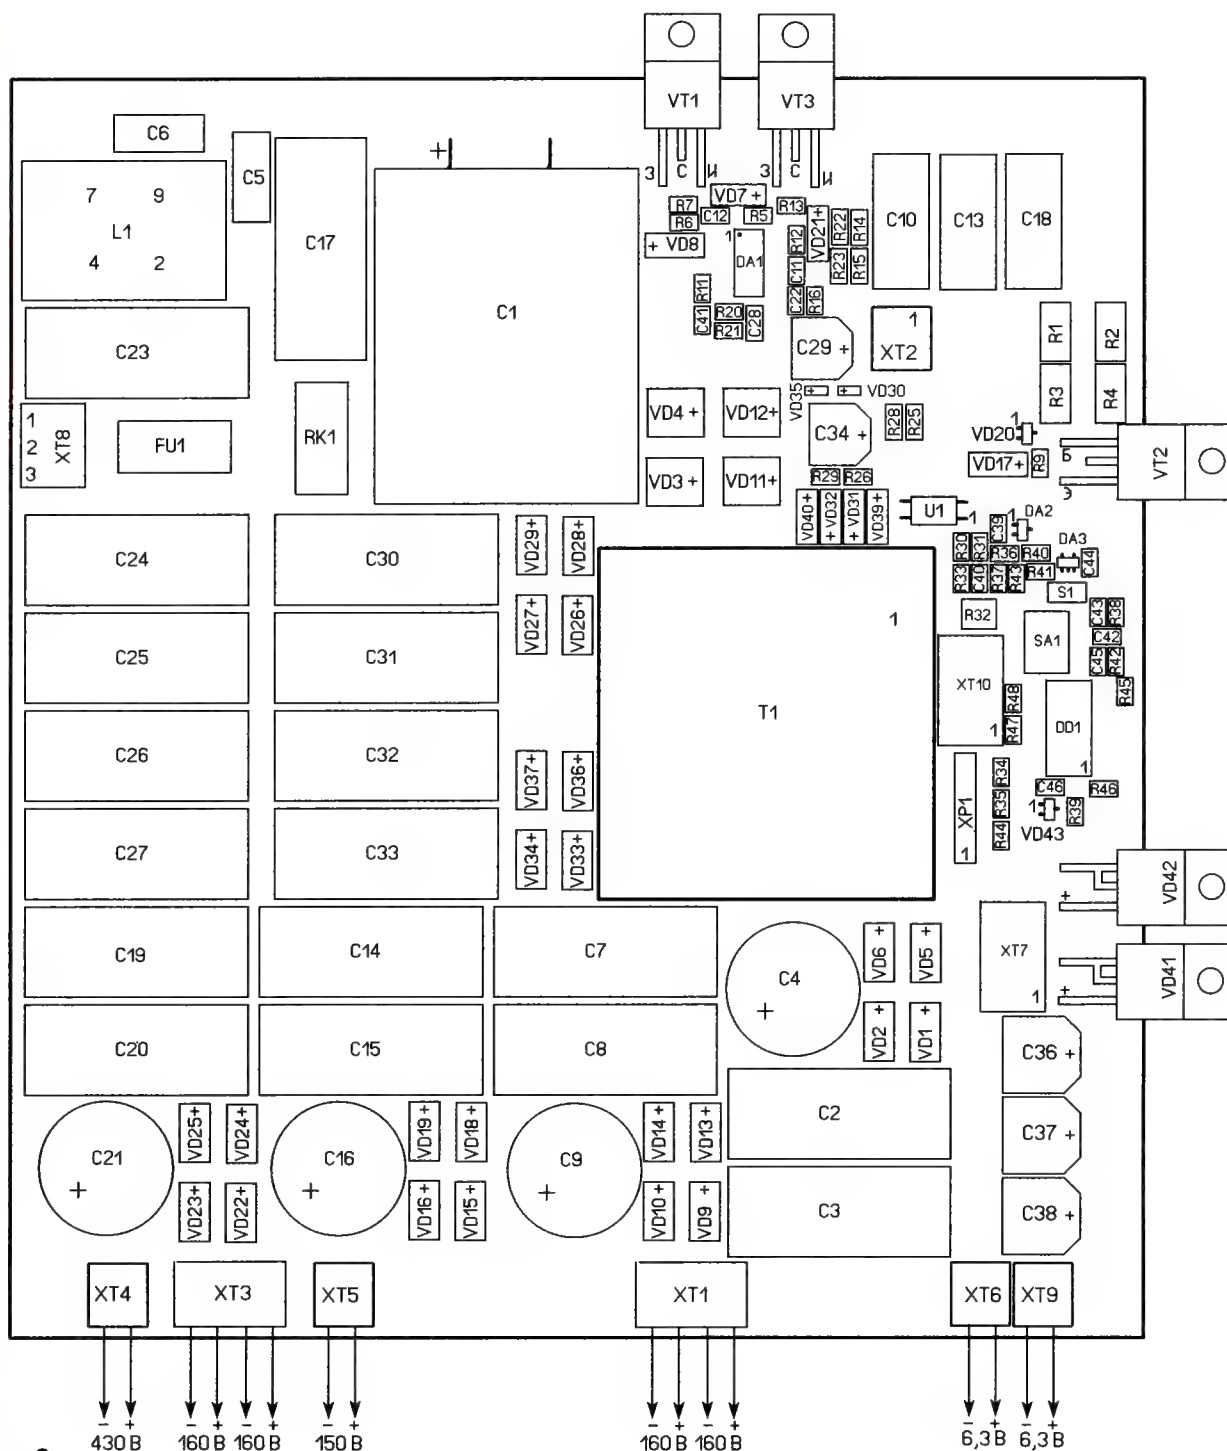 VT1 VT3
З С И З С И
C6
C5
7 9
L1
4 2
C17
+
C1
VD7 +
R7 C12 R5 R13
R6
+ VD8
1
DA1
R12
C11
VD21+
R22 R14
R23 R15
C10 C13 C18
R11
C41
R20
R21
C28
C22 R16
C29 +
1
XT2
R1 R2
R3 R4
C23
1
2
3
XT8
FU1
RK1
VD4 + VD12+
VD3 + VD11+
VD35 + + VD30
C34 +
R28 R25
R29 R26
VD40+ + VD32 + VD31 VD39+
1
VD20
VD17+ R9
Б
Э
VT2
U1 1
C39 1 DA2
R30 R31 R36 R40
DA3
C44
R33 C40 R37 R43 R41
S1
R32
SA1
C43 R38
C42
C45 R42
R45
C24 C30
VD29+ VD28+
C25 C31
VD27+ VD26+
1
T1
XT10
1
R48
R47
DD1
1
C26 C32
VD37+ VD36+
R34
R35
R44
C46 R46
1
VD43
R39
XP1
1
C27 C33
VD34+ VD33+
+
VD42
C19 C14 C7
C4
+
VD6 + VD5 +
XT7
1
+
VD41
C20 C15 C8
VD2 + VD1 +
C36 +
C2
C37 +
C21
+
VD25+ VD24+
C16
+
VD19+ VD18+
C9
+
VD14+ VD13+
VD23+ VD22+
VD16+ VD15+
VD10+ VD9 +
C3
C38 +
XT4 XT3 XT5 XT1 XT6 XT9
− + − + − + − + − + − + − + − +
430 В 160 В 160 В 150 В 160 В 160 В 6,3 В 6,3 В